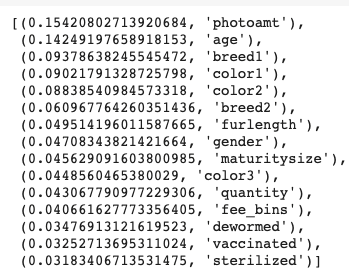 [(0.15420802713920684, 'photoamt'),
(0.14249197658918153, 'age'),
(0.09378638245545472, 'breed1'),
(0.09021791328725798, 'color1'),
(0.08838540984573318, 'color2'),
(0.060967764260351436, 'breed2'),
(0.049514196011587665, 'furlength'),
(0.04708343821421664, 'gender'),
(0.045629091603800985, 'maturitysize'),
(0.0448560465380029, 'color3'),
(0.043067790977229306, 'quantity'),
(0.040661627773356405, 'fee_bins'),
(0.03476913121619523, 'dewormed'),
(0.03252713695311024, 'vaccinated'),
(0.03183406713531475, 'sterilized')]